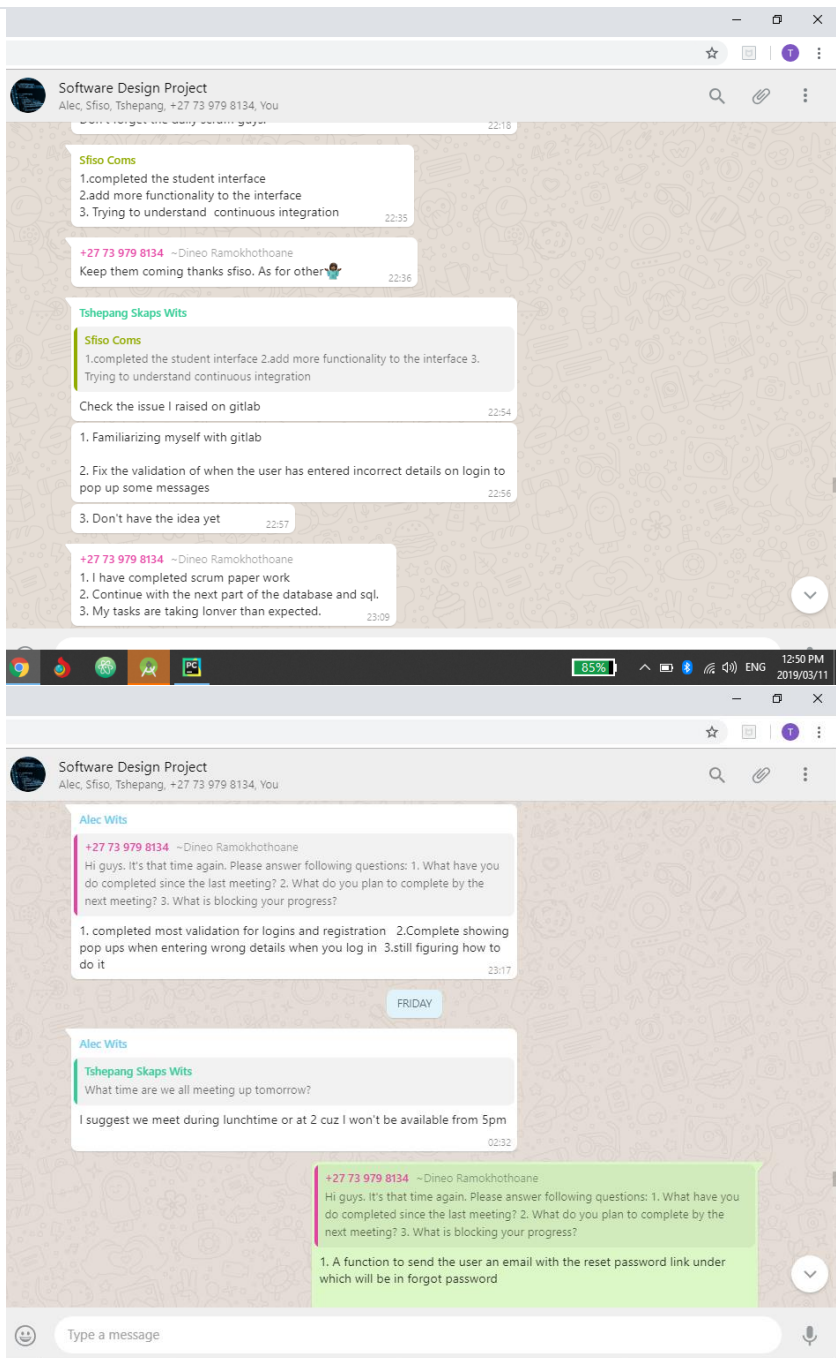 T
Software Design Project
Alec, Sfiso, Tshepang, +27 73 979 8134, You
Don't forget the daily scrum guys.
22:18
Sfiso Coms
1.completed the student interface
2.add more functionality to the interface
3. Trying to understand  continuous integration
22:35
+27 73 979 8134 ~Dineo Ramokhothoane
Keep them coming thanks sfiso. As for other🤷🏾‍♀️
22:36
Tshepang Skaps Wits
Sfiso Coms
1.completed the student interface 2.add more functionality to the interface 3.
Trying to understand continuous integration
Check the issue I raised on gitlab
22:54
1. Familiarizing myself with gitlab
2. Fix the validation of when the user has entered incorrect details on login to
pop up some messages
22:56
3. Don't have the idea yet
22:57
+27 73 979 8134 ~Dineo Ramokhothoane
1. I have completed scrum paper work
2. Continue with the next part of the database and sql.
3. My tasks are taking lonver than expected.
23:09
PC
85%
ENG
12:50 PM
2019/03/11
T
Software Design Project
Alec, Sfiso, Tshepang, +27 73 979 8134, You
Alec Wits
+27 73 979 8134 ~Dineo Ramokhothoane
Hi guys. It's that time again. Please answer following questions: 1. What have you
do completed since the last meeting? 2. What do you plan to complete by the
next meeting? 3. What is blocking your progress?
1. completed most validation for logins and registration   2.Complete showing
pop ups when entering wrong details when you log in  3.still figuring how to
do it
23:17
FRIDAY
Alec Wits
Tshepang Skaps Wits
What time are we all meeting up tomorrow?
I suggest we meet during lunchtime or at 2 cuz I won't be available from 5pm
02:32
+27 73 979 8134 ~Dineo Ramokhothoane
Hi guys. It's that time again. Please answer following questions: 1. What have you
do completed since the last meeting? 2. What do you plan to complete by the
next meeting? 3. What is blocking your progress?
1. A function to send the user an email with the reset password link under
which will be in forgot password
Type a message